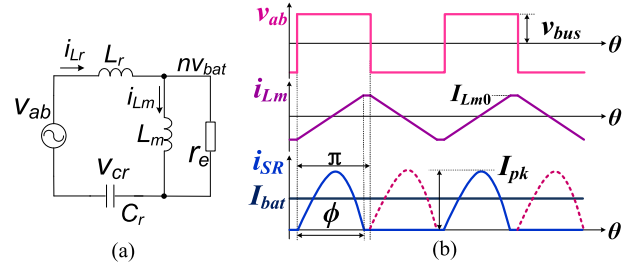 i_Lr L_r nv_bat
i_Lm
v_ab L_m r_e
v_cr
C_r
(a)
v_ab v_bus θ
i_Lm I_Lm0 θ
i_SR π I_pk
I_bat
ϕ θ
(b)